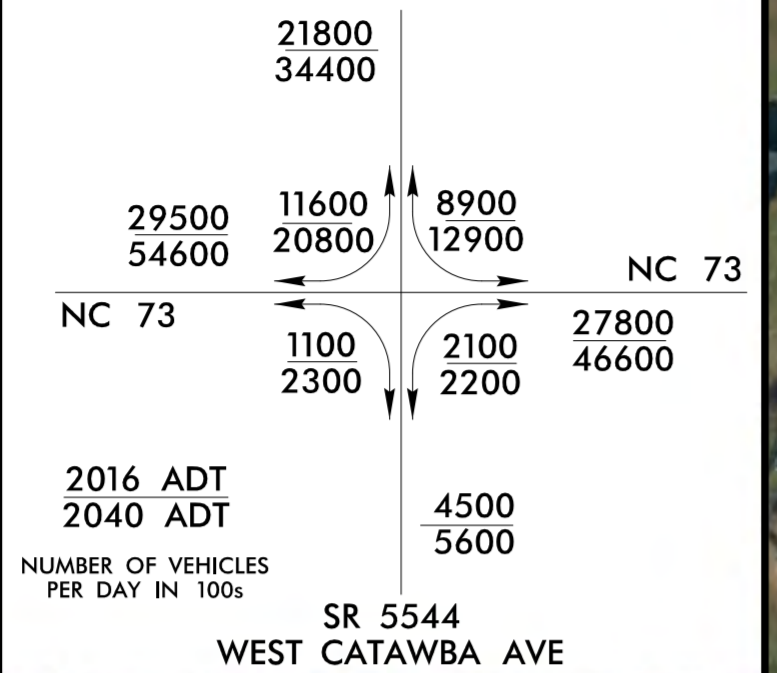 21800
34400
29500
54600
11600
20800
8900
12900
NC 73
NC 73
1100
2300
2100
2200
27800
46600
2016 ADT
2040 ADT
4500
5600
NUMBER OF VEHICLES
PER DAY IN 100s
SR 5544
WEST CATAWBA AVE